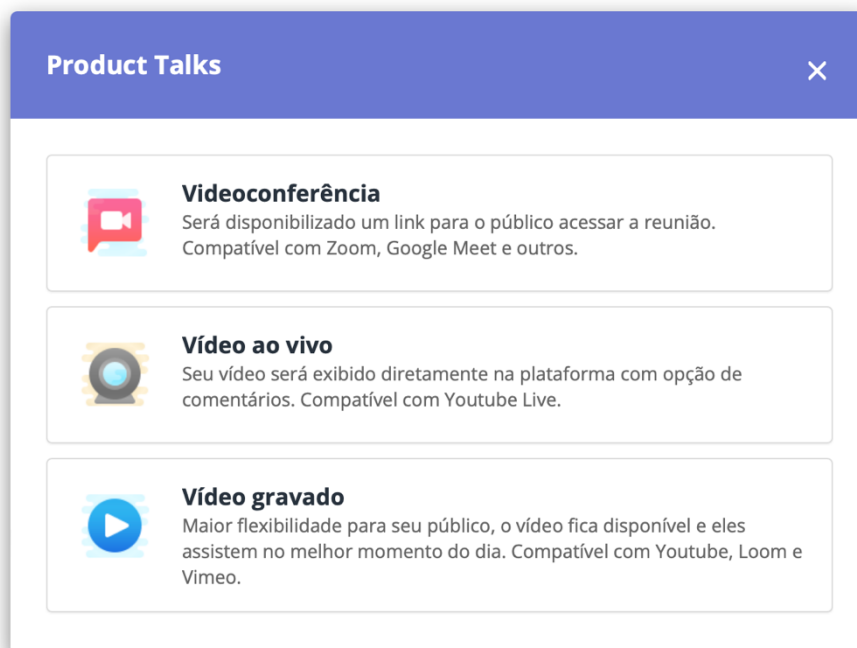 Product Talks
Videoconferência
Será disponibilizado um link para o público acessar a reunião.
Compatível com Zoom, Google Meet e outros.
Vídeo ao vivo
Seu vídeo será exibido diretamente na plataforma com opção de
comentários. Compatível com Youtube Live.
Vídeo gravado
Maior flexibilidade para seu público, o vídeo fica disponível e eles
assistem no melhor momento do dia. Compatível com Youtube, Loom e
Vimeo.